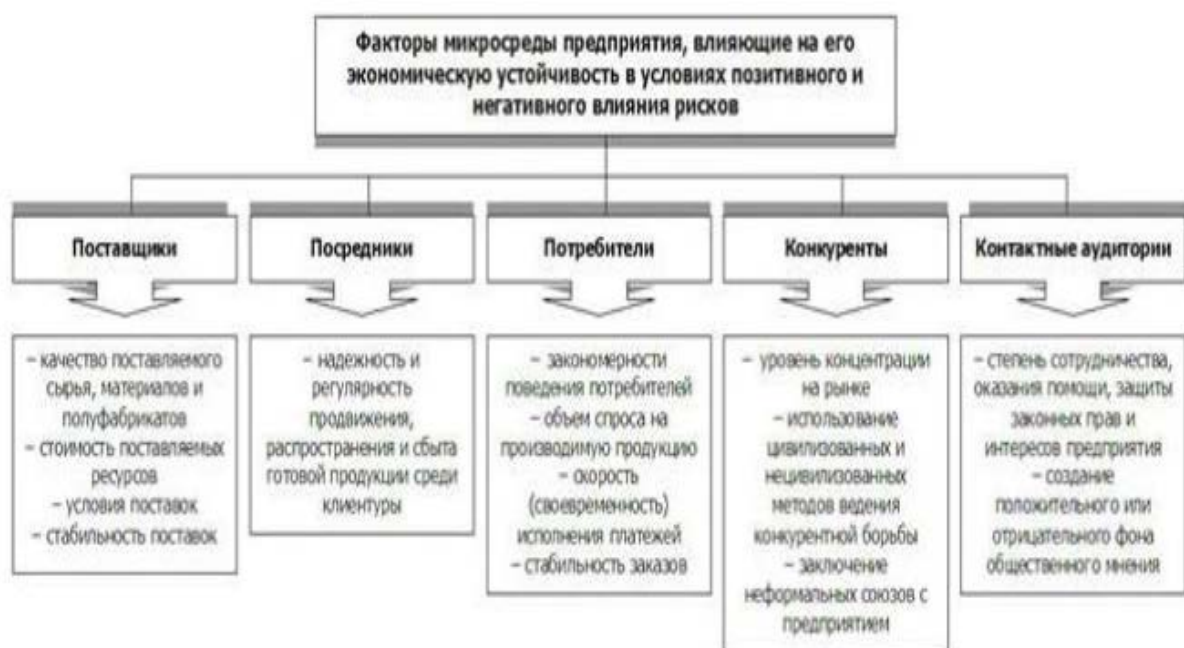 Факторы микросреды предприятия, влияющие на его
экономическую устойчивость в условиях позитивного и
негативного влияния рисков
Поставщики
– качество поставляемого
сырья, материалов и
полуфабрикатов
– стоимость поставляемых
ресурсов
– условия поставок
– стабильность поставок
Посредники
– надежность и
регулярность
продвижения,
распространения и сбыта
готовой продукции среди
клиентуры
Потребители
– закономерности
поведения потребителей
– объем спроса на
производимую продукцию
– скорость
(своевременность)
исполнения платежей
– стабильность заказов
Конкуренты
– уровень концентрации
на рынке
– использование
цивилизованных и
нецивилизованных
методов ведения
конкурентной борьбы
– заключение
неформальных союзов с
предприятием
Контактные аудитории
– степень сотрудничества,
оказания помощи, защиты
законных прав и
интересов предприятия
– создание
положительного или
отрицательного фона
общественного мнения